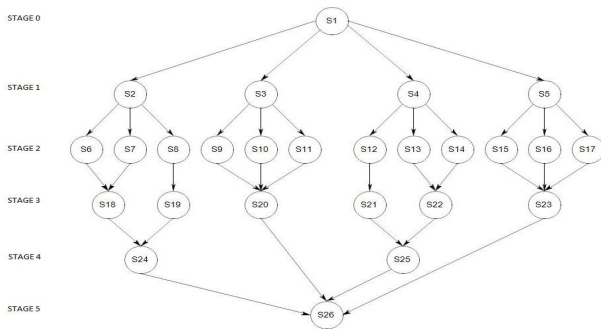 STAGE 0 S1
STAGE 1 S2 S3 S4 S5
STAGE 2 S6 S7 S8 S9 S10 S11 S12 S13 S14 S15 S16 S17
STAGE 3 S18 S19 S20 S21 S22 S23
STAGE 4 S24 S25
STAGE 5 S26